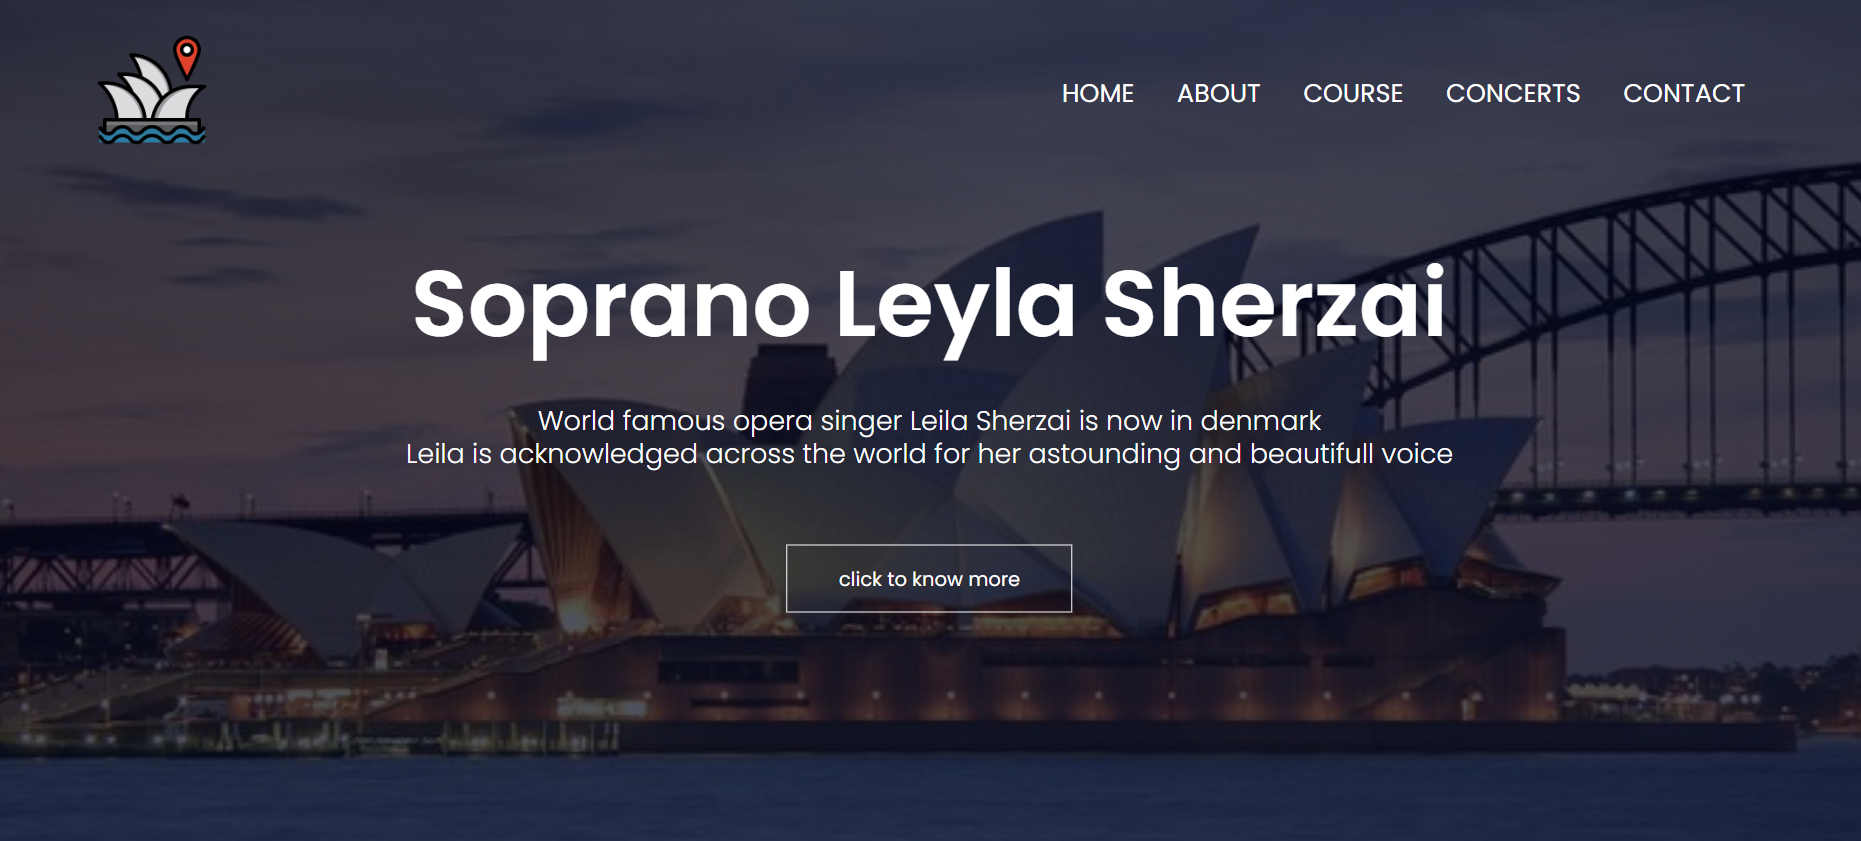 HOME ABOUT COURSE CONCERTS CONTACT
Soprano Leyla Sherzai
World famous opera singer Leila Sherzai is now in denmark
Leila is acknowledged across the world for her astounding and beautifull voice
click to know more